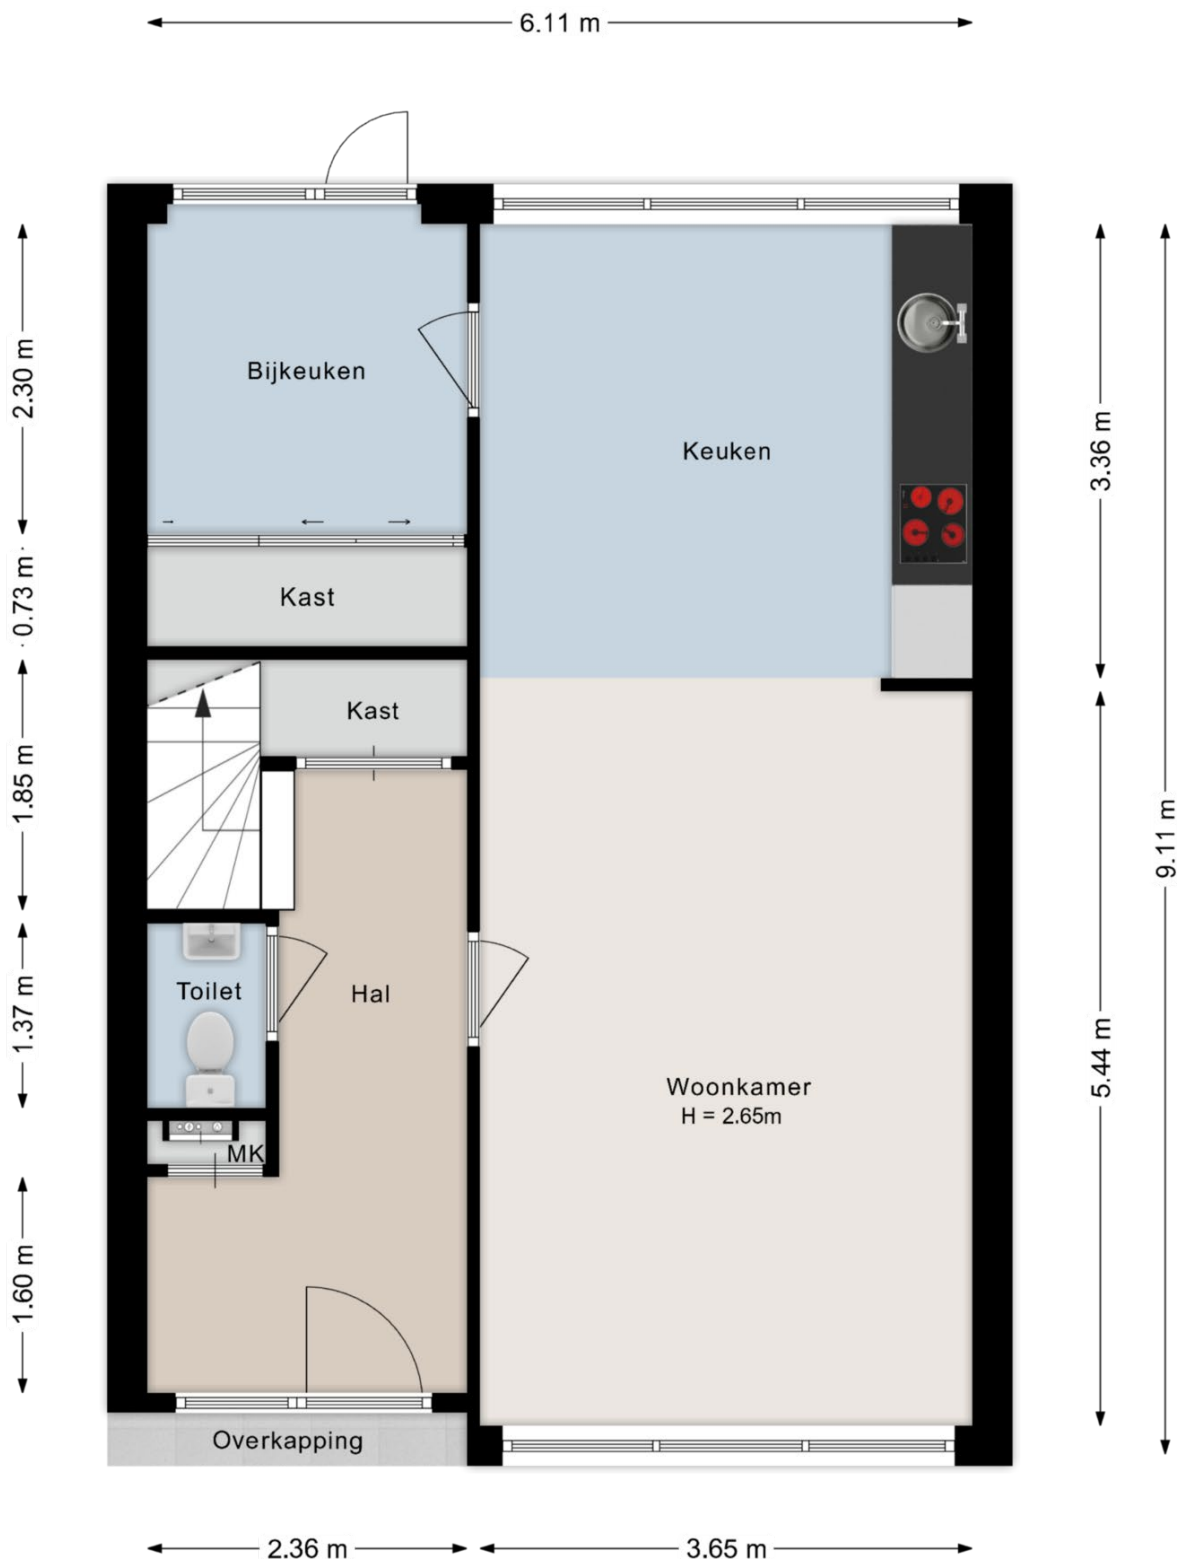 6.11 m
2.30 m
0.73 m
1.85 m
1.37 m
1.60 m
Bijkeuken
Keuken
Kast
Kast
Toilet
Hal
MK
Woonkamer
H = 2.65m
Overkapping
3.36 m
5.44 m
9.11 m
2.36 m
3.65 m